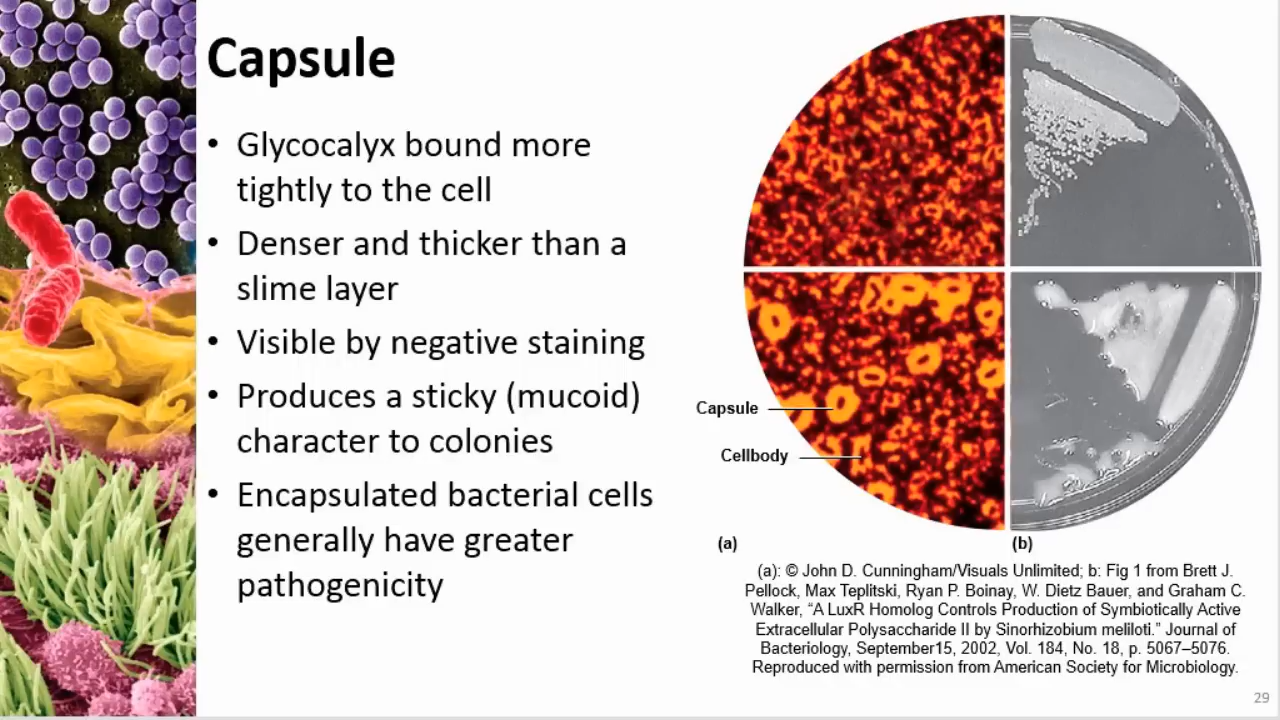 Capsule
• Glycocalyx bound more
tightly to the cell
• Denser and thicker than a
slime layer
• Visible by negative staining
• Produces a sticky (mucoid)
character to colonies
• Encapsulated bacterial cells
generally have greater
pathogenicity
Capsule
Cellbody
(a)
(b)
(a): © John D. Cunningham/Visuals Unlimited; b: Fig 1 from Brett J.
Pellock, Max Teplitski, Ryan P. Boinay, W. Dietz Bauer, and Graham C.
Walker, “A LuxR Homolog Controls Production of Symbiotically Active
Extracellular Polysaccharide II by Sinorhizobium meliloti.” Journal of
Bacteriology, September15, 2002, Vol. 184, No. 18, p. 5067–5076.
Reproduced with permission from American Society for Microbiology.
29